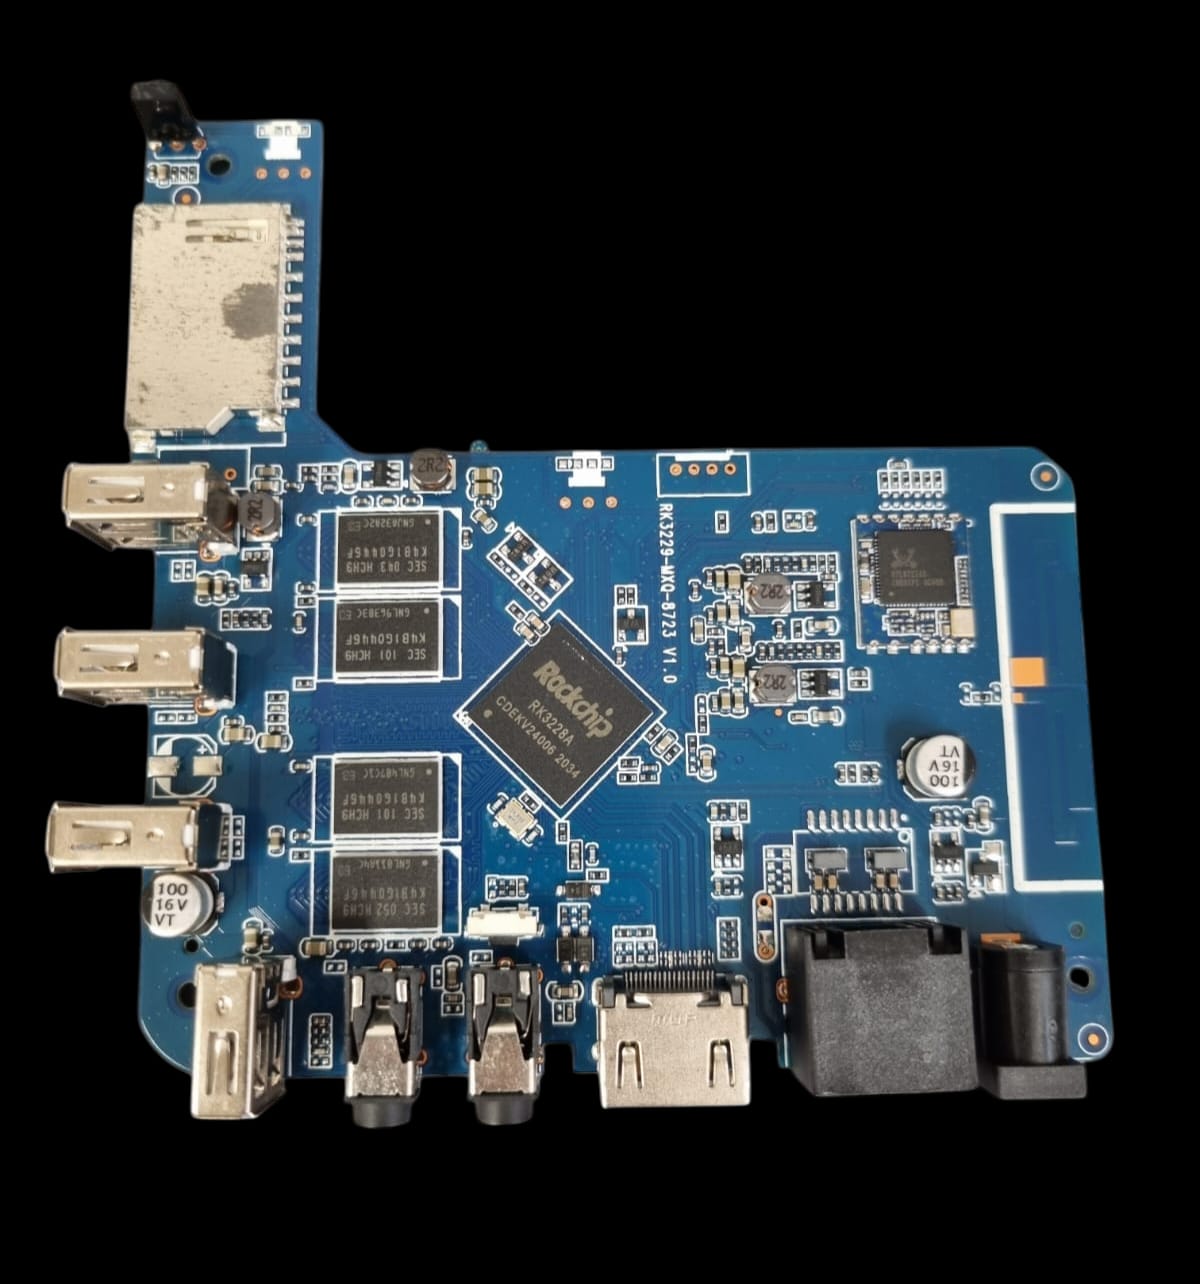 2R2
2R2
SEC 043 HCH9
K4B1G0446F
RK3229-MXQ-8723 V1.0
2R2
SEC 101 HCH9
K4B1G0446F
Rockchip
RK3228A
CDEKV24006 2034
2R2
100
16V
VT
SEC 101 HCH9
K4B1G0446F
100
16V
VT
SEC 052 HCH9
K4B1G0446F